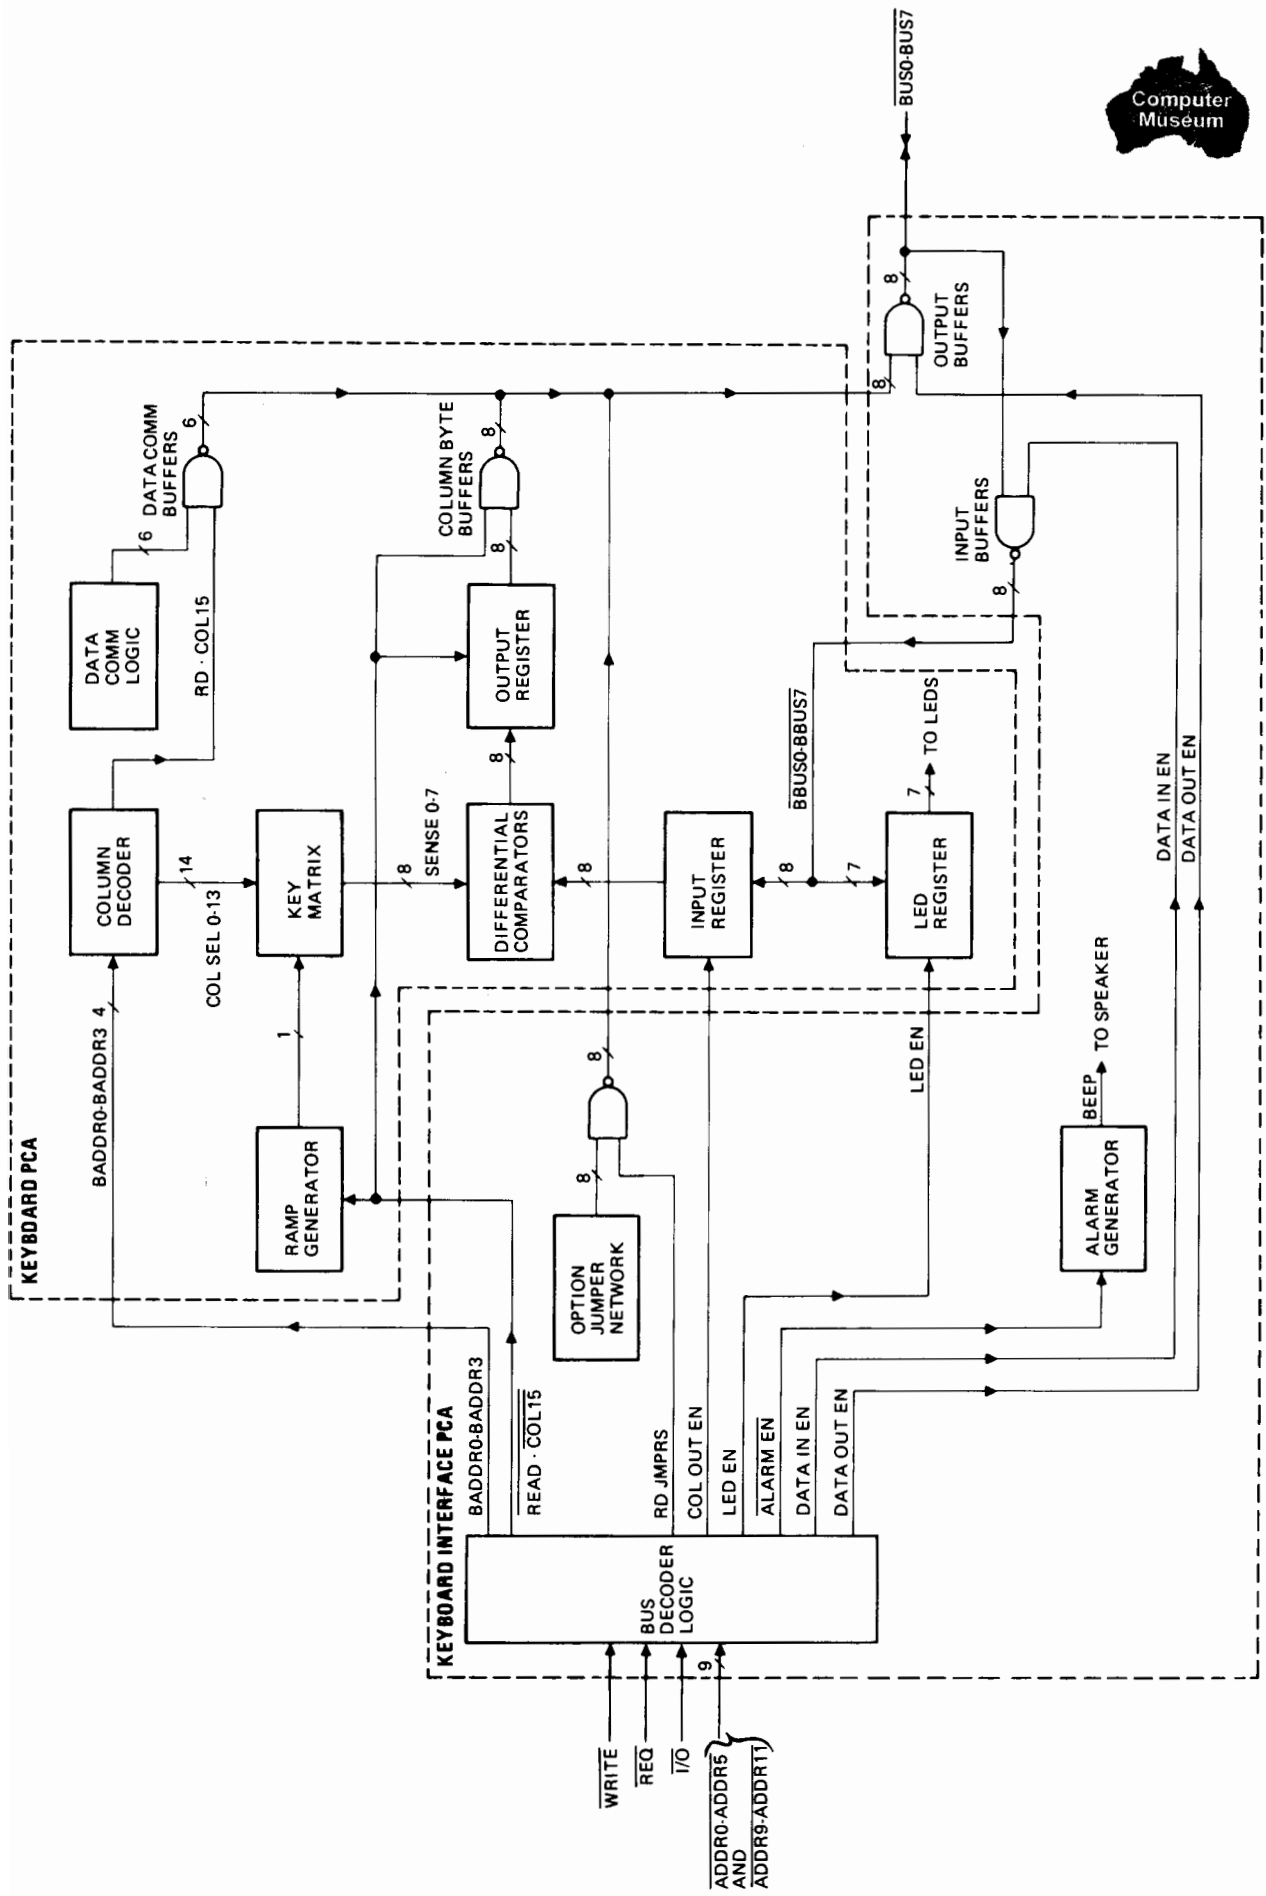 KEYBOARD PCA
BADDR0-BADDR3
4
COLUMN
DECODER
14
COL SEL 0-13
RD · COL15
DATA
COMM
LOGIC
6
DATA COMM
BUFFERS
6
RAMP
GENERATOR
1
KEY
MATRIX
8
SENSE 0-7
DIFFERENTIAL
COMPARATORS
8
OUTPUT
REGISTER
8
COLUMN BYTE
BUFFERS
8
8
INPUT
REGISTER
8
7
BBUS0-BBUS7
LED
REGISTER
7
TO LEDS
KEYBOARD INTERFACE PCA
WRITE
REQ
I/O
ADDR0-ADDR5
AND
ADDR9-ADDR11
9
BUS
DECODER
LOGIC
BADDR0-BADDR3
READ · COL15
RD JMPRS
COL OUT EN
LED EN
ALARM EN
DATA IN EN
DATA OUT EN
OPTION
JUMPER
NETWORK
8
8
LED EN
ALARM
GENERATOR
BEEP
TO SPEAKER
DATA IN EN
DATA OUT EN
INPUT
BUFFERS
8
8
OUTPUT
BUFFERS
8
BUS0-BUS7
Computer
Museum